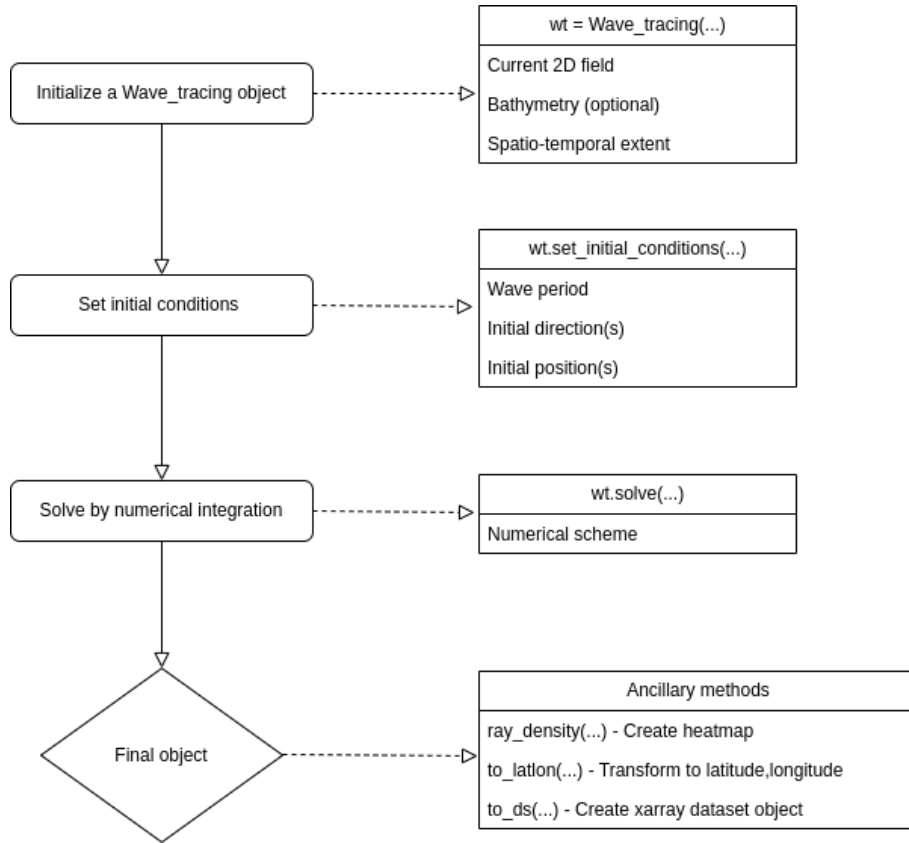 wt = Wave_tracing(...)
Initialize a Wave_tracing object
Current 2D field
Bathymetry (optional)
Spatio-temporal extent
wt.set_initial_conditions(...)
Set initial conditions
Wave period
Initial direction(s)
Initial position(s)
wt.solve(...)
Solve by numerical integration
Numerical scheme
Ancillary methods
Final object
ray_density(...) - Create heatmap
to_latlon(...) - Transform to latitude,longitude
to_ds(...) - Create xarray dataset object